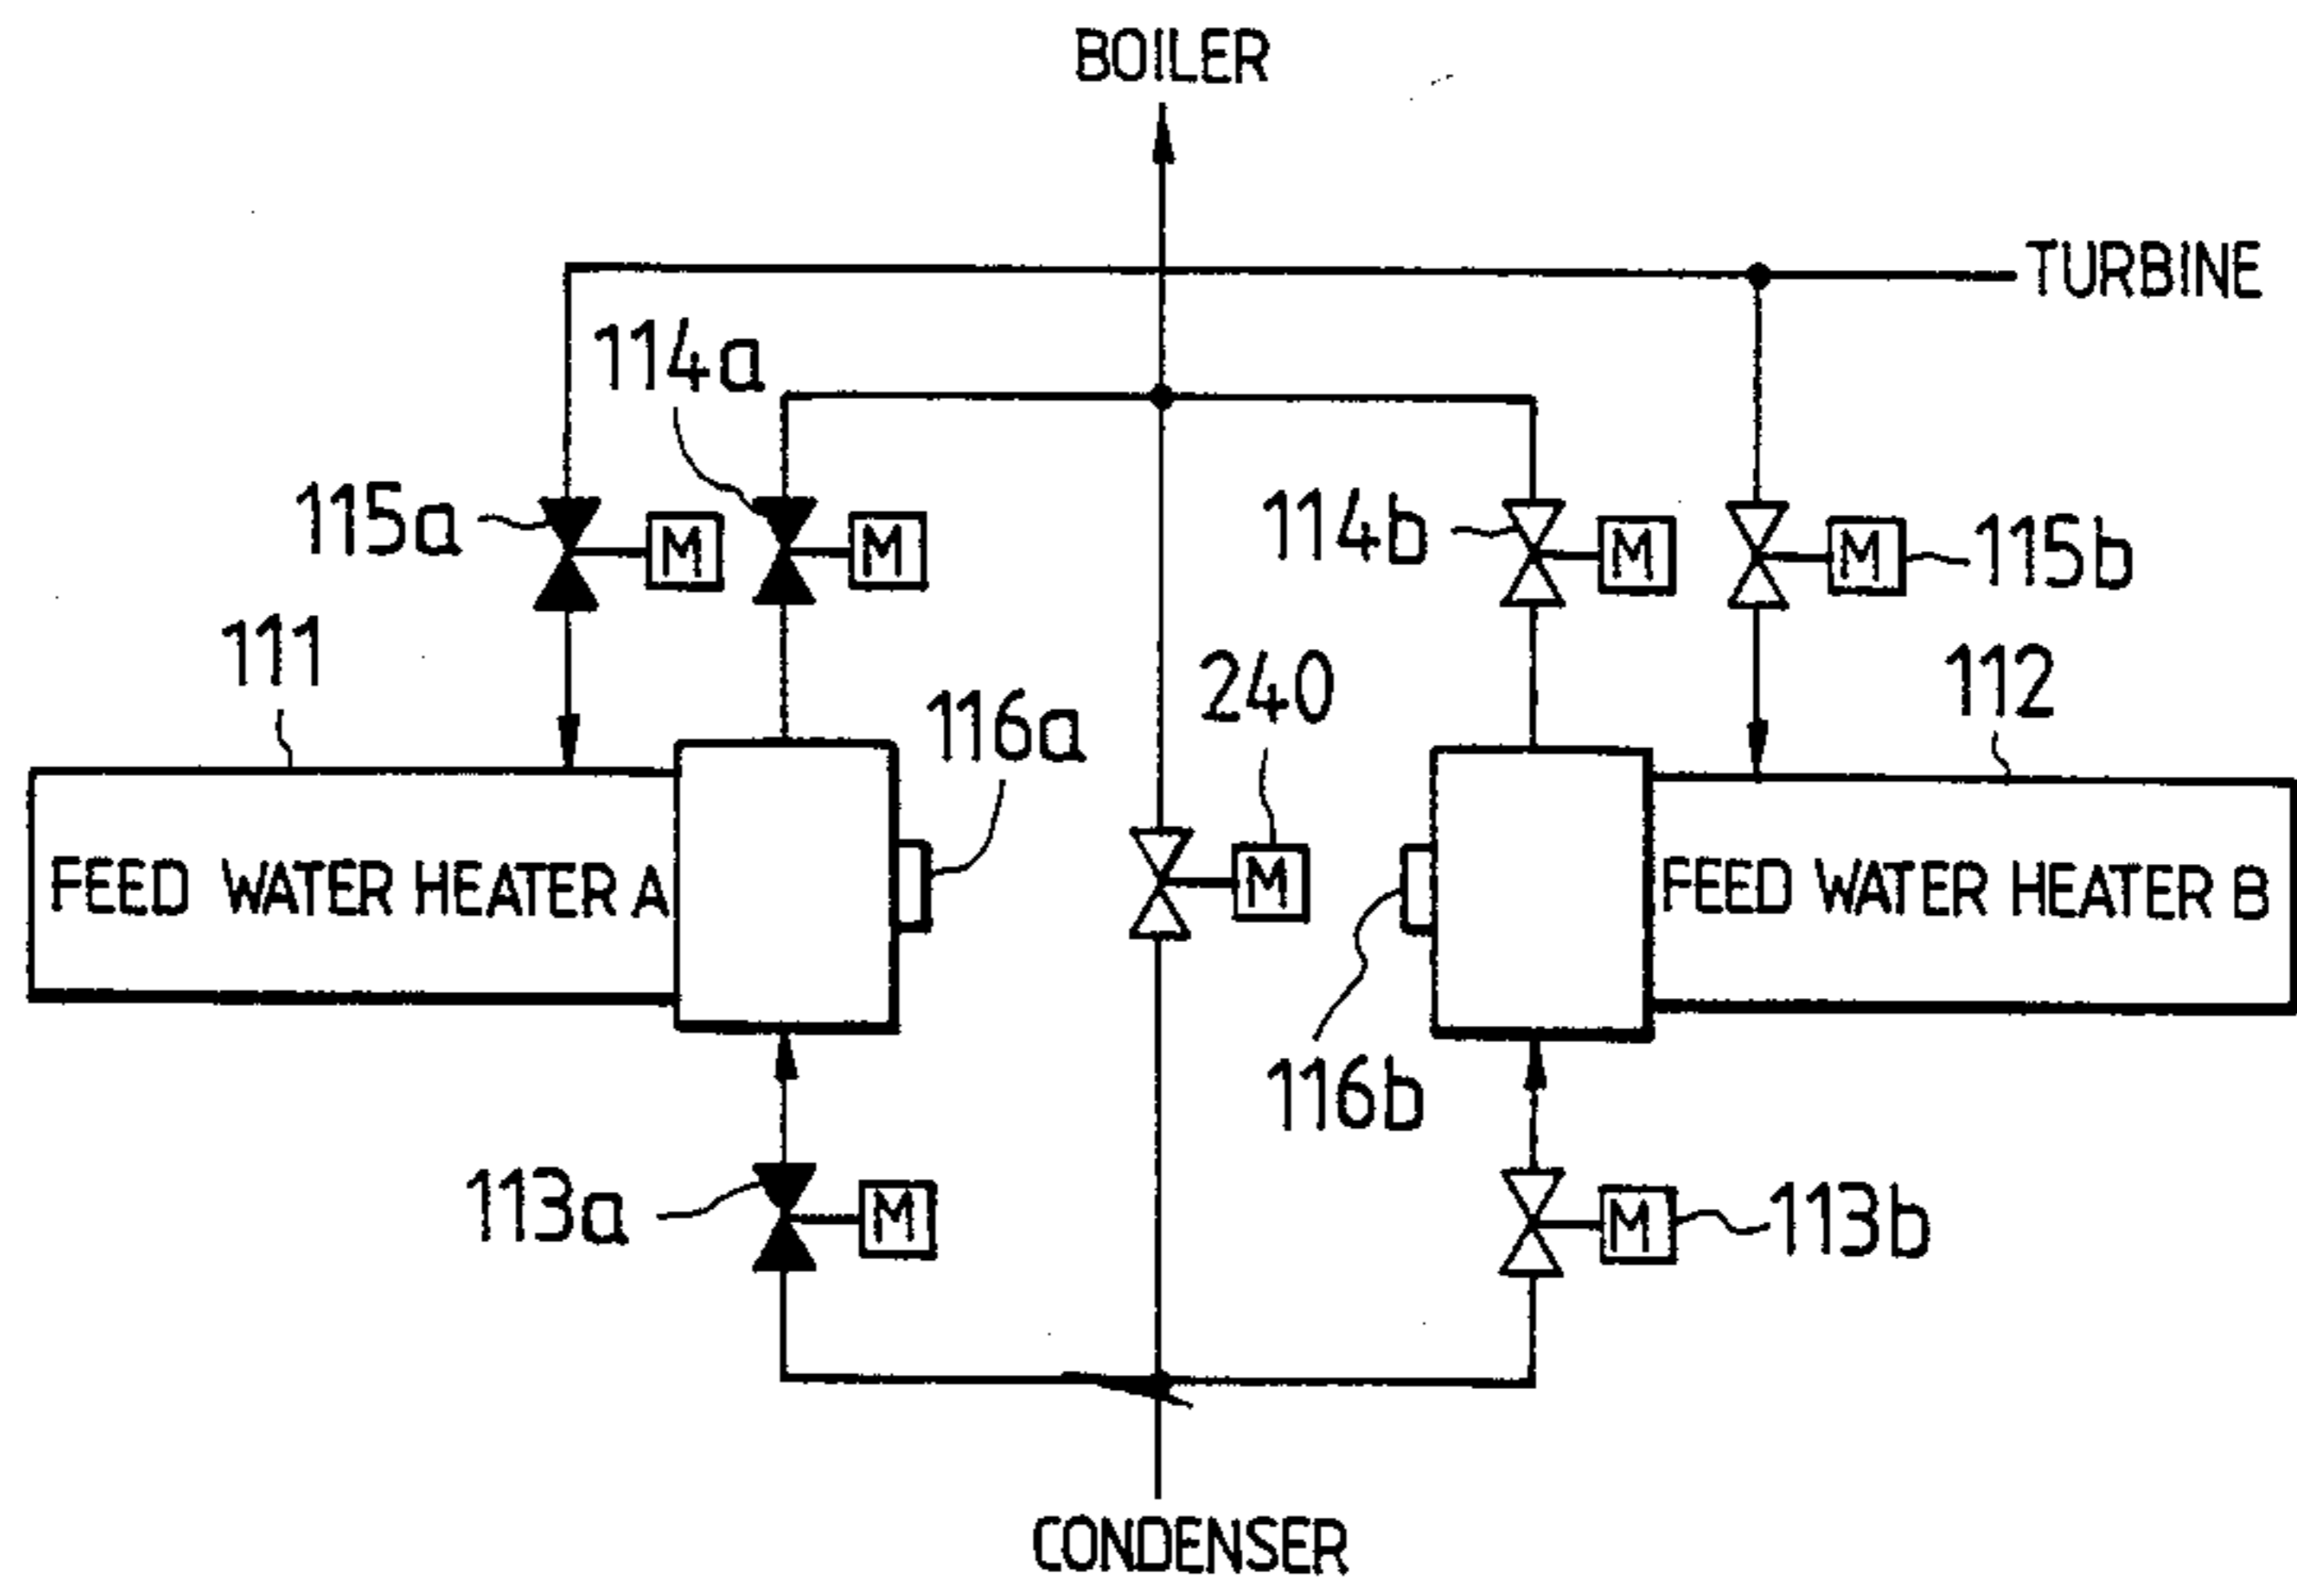 BOILER
TURBINE
114a
115a
M
M
114b
M
M
115b
111
116a
240
112
M
FEED WATER HEATER A
FEED WATER HEATER B
116b
113a
M
M
113b
CONDENSER